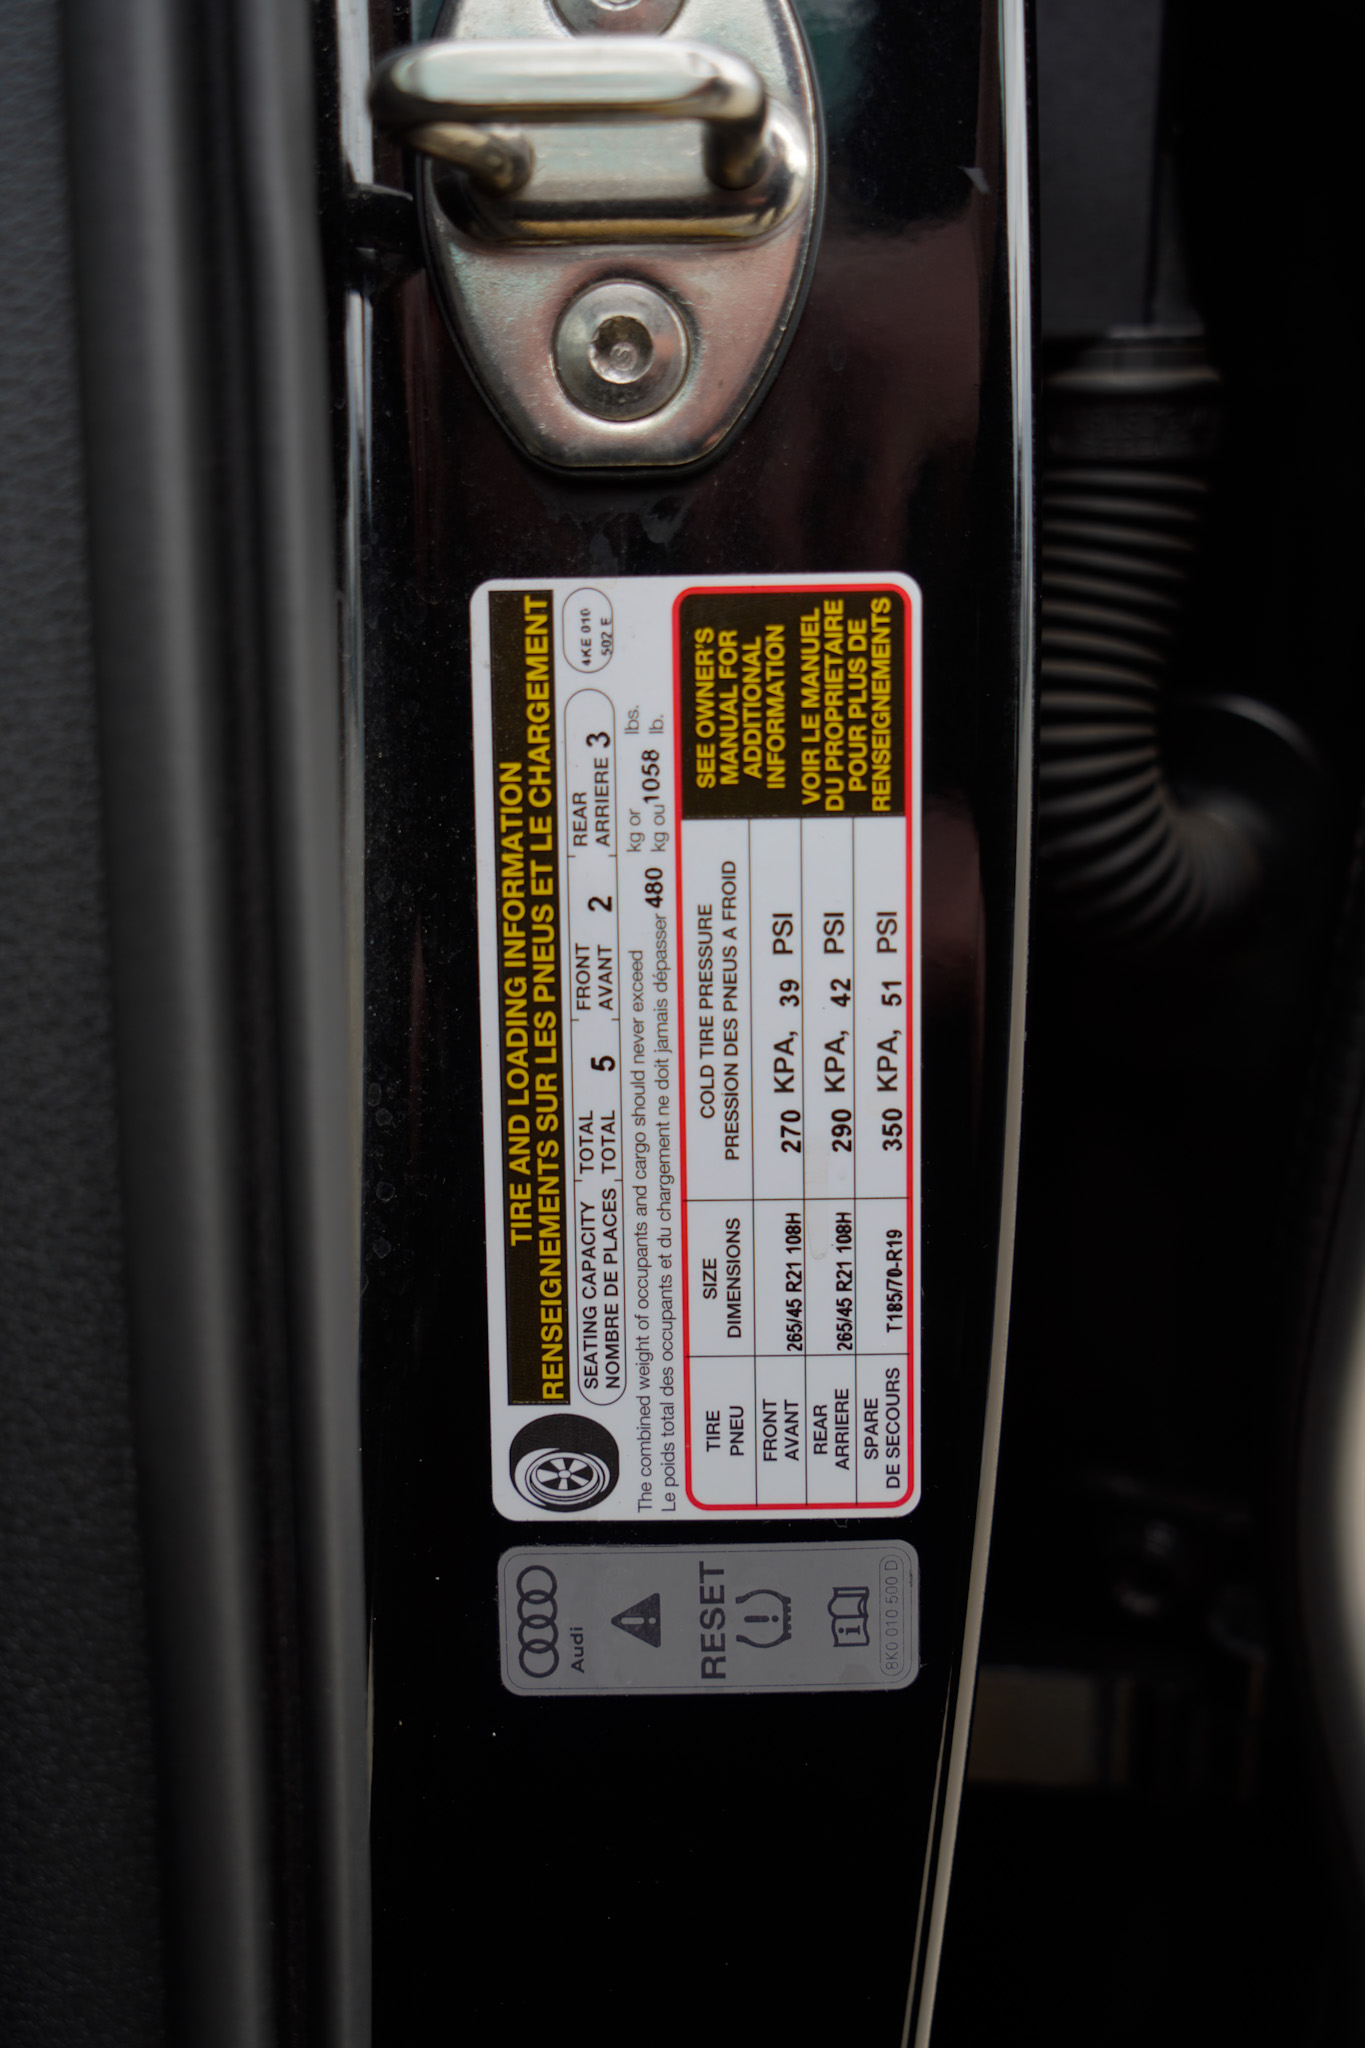 TIRE AND LOADING INFORMATION
RENSEIGNEMENTS SUR LES PNEUS ET LE CHARGEMENT
SEATING CAPACITY TOTAL 5 FRONT 2 REAR 3
NOMBRE DE PLACES TOTAL AVANT ARRIERE
4KE 010
502 E
The combined weight of occupants and cargo should never exceed 480 kg or 1058 lbs.
Le poids total des occupants et du chargement ne doit jamais dépasser kg ou lb.
TIRE SIZE COLD TIRE PRESSURE
PNEU DIMENSIONS PRESSION DES PNEUS A FROID
FRONT
AVANT 265/45 R21 108H 270 KPA, 39 PSI
REAR
ARRIERE 265/45 R21 108H 290 KPA, 42 PSI
SPARE
DE SECOURS T185/70-R19 350 KPA, 51 PSI
SEE OWNER'S
MANUAL FOR
ADDITIONAL
INFORMATION
VOIR LE MANUEL
DU PROPRIETAIRE
POUR PLUS DE
RENSEIGNEMENTS
Audi
RESET
8K0 010 500 D